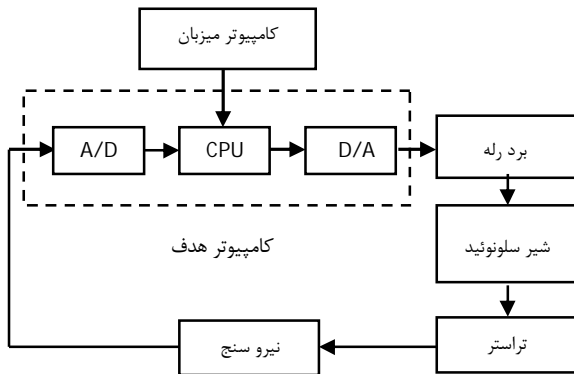 کامپیوتر میزبان
A/D
CPU
D/A
برد رله
کامپیوتر هدف
شیر سلونوئید
نیرو سنج
تراستر